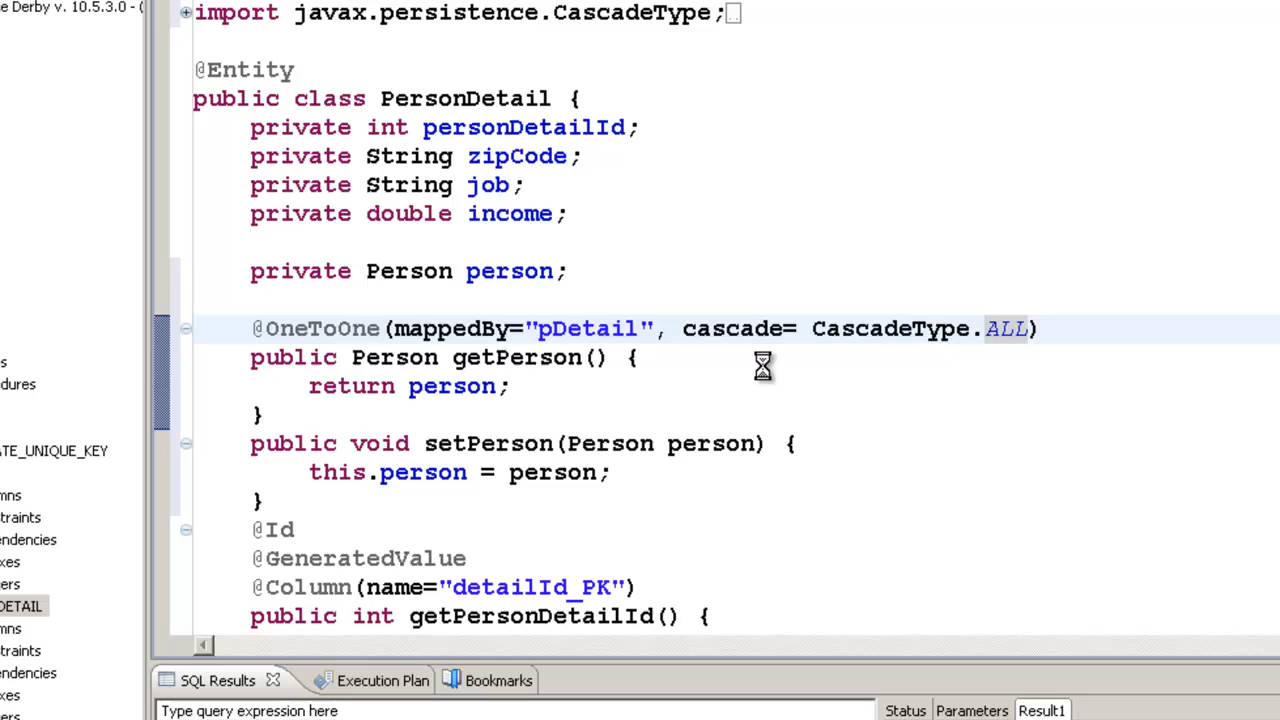 e Derby v. 10.5.3.0 - (
import javax.persistence.CascadeType;
@Entity
public class PersonDetail {
private int personDetailId;
private String zipCode;
private String job;
private double income;
private Person person;
@OneToOne(mappedBy="pDetail", cascade= CascadeType.ALL)
public Person getPerson() {
return person;
}
public void setPerson(Person person) {
this.person = person;
}
@Id
@GeneratedValue
@Column(name="detailId_PK")
public int getPersonDetailId() {
s
dures
ATE_UNIQUE_KEY
mns
traints
endencies
xes
ers
DETAIL
mns
traints
endencies
xes
ers
SQL Results
Execution Plan
Bookmarks
Type query expression here
Status
Parameters
Result1